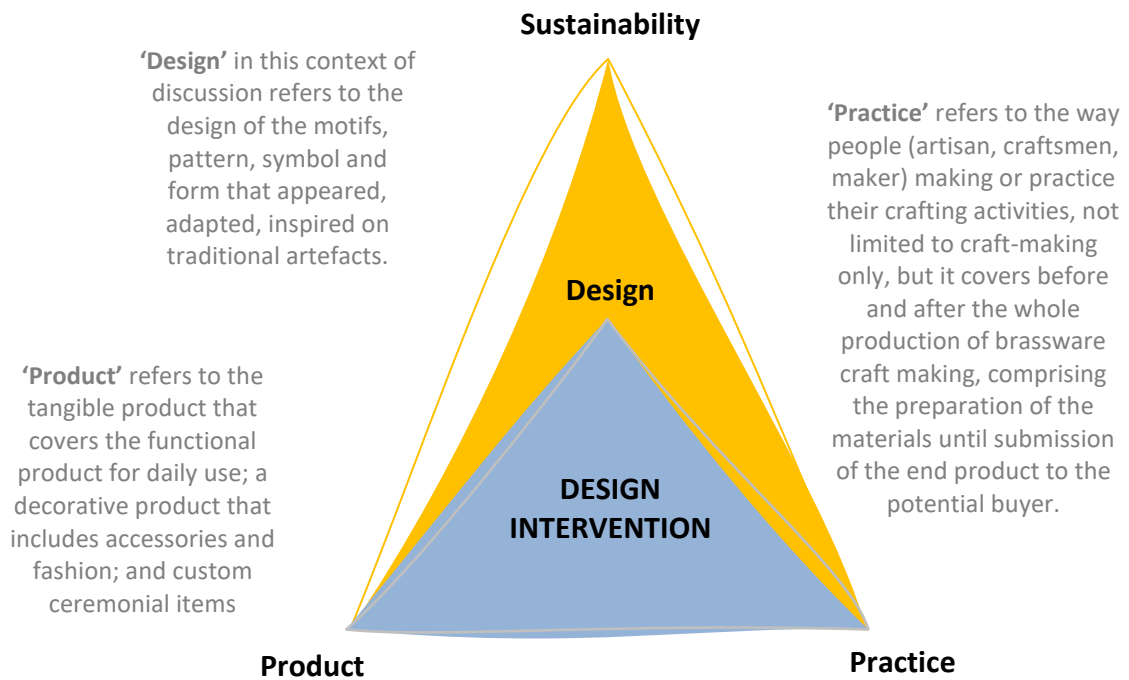 Sustainability
‘Design’ in this context of
discussion refers to the
design of the motifs,
pattern, symbol and
form that appeared,
adapted, inspired on
traditional artefacts.
‘Practice’ refers to the way
people (artisan, craftsmen,
maker) making or practice
their crafting activities, not
limited to craft-making
only, but it covers before
and after the whole
production of brassware
craft making, comprising
the preparation of the
materials until submission
of the end product to the
potential buyer.
Design
‘Product’ refers to the
tangible product that
covers the functional
product for daily use; a
decorative product that
includes accessories and
fashion; and custom
ceremonial items
DESIGN
INTERVENTION
Product
Practice